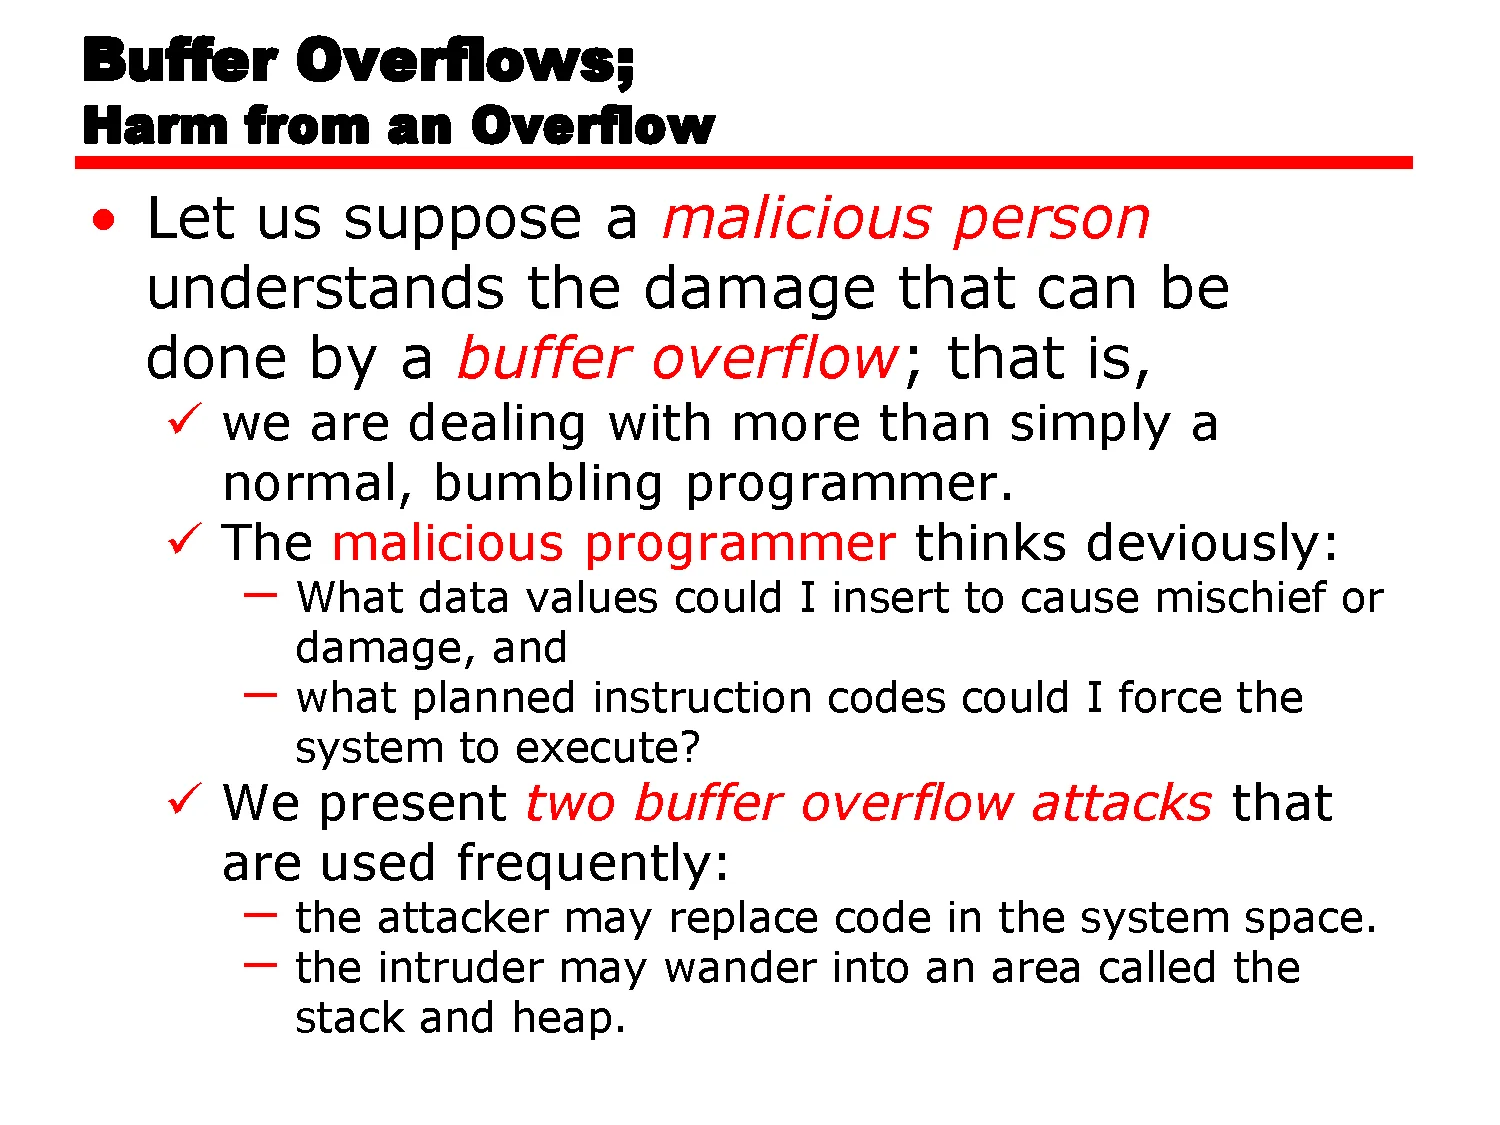 Buffer Overflows;
Harm from an Overflow
• Let us suppose a malicious person
understands the damage that can be
done by a buffer overflow; that is,
✓ we are dealing with more than simply a
normal, bumbling programmer.
✓ The malicious programmer thinks deviously:
– What data values could I insert to cause mischief or
damage, and
– what planned instruction codes could I force the
system to execute?
✓ We present two buffer overflow attacks that
are used frequently:
– the attacker may replace code in the system space.
– the intruder may wander into an area called the
stack and heap.